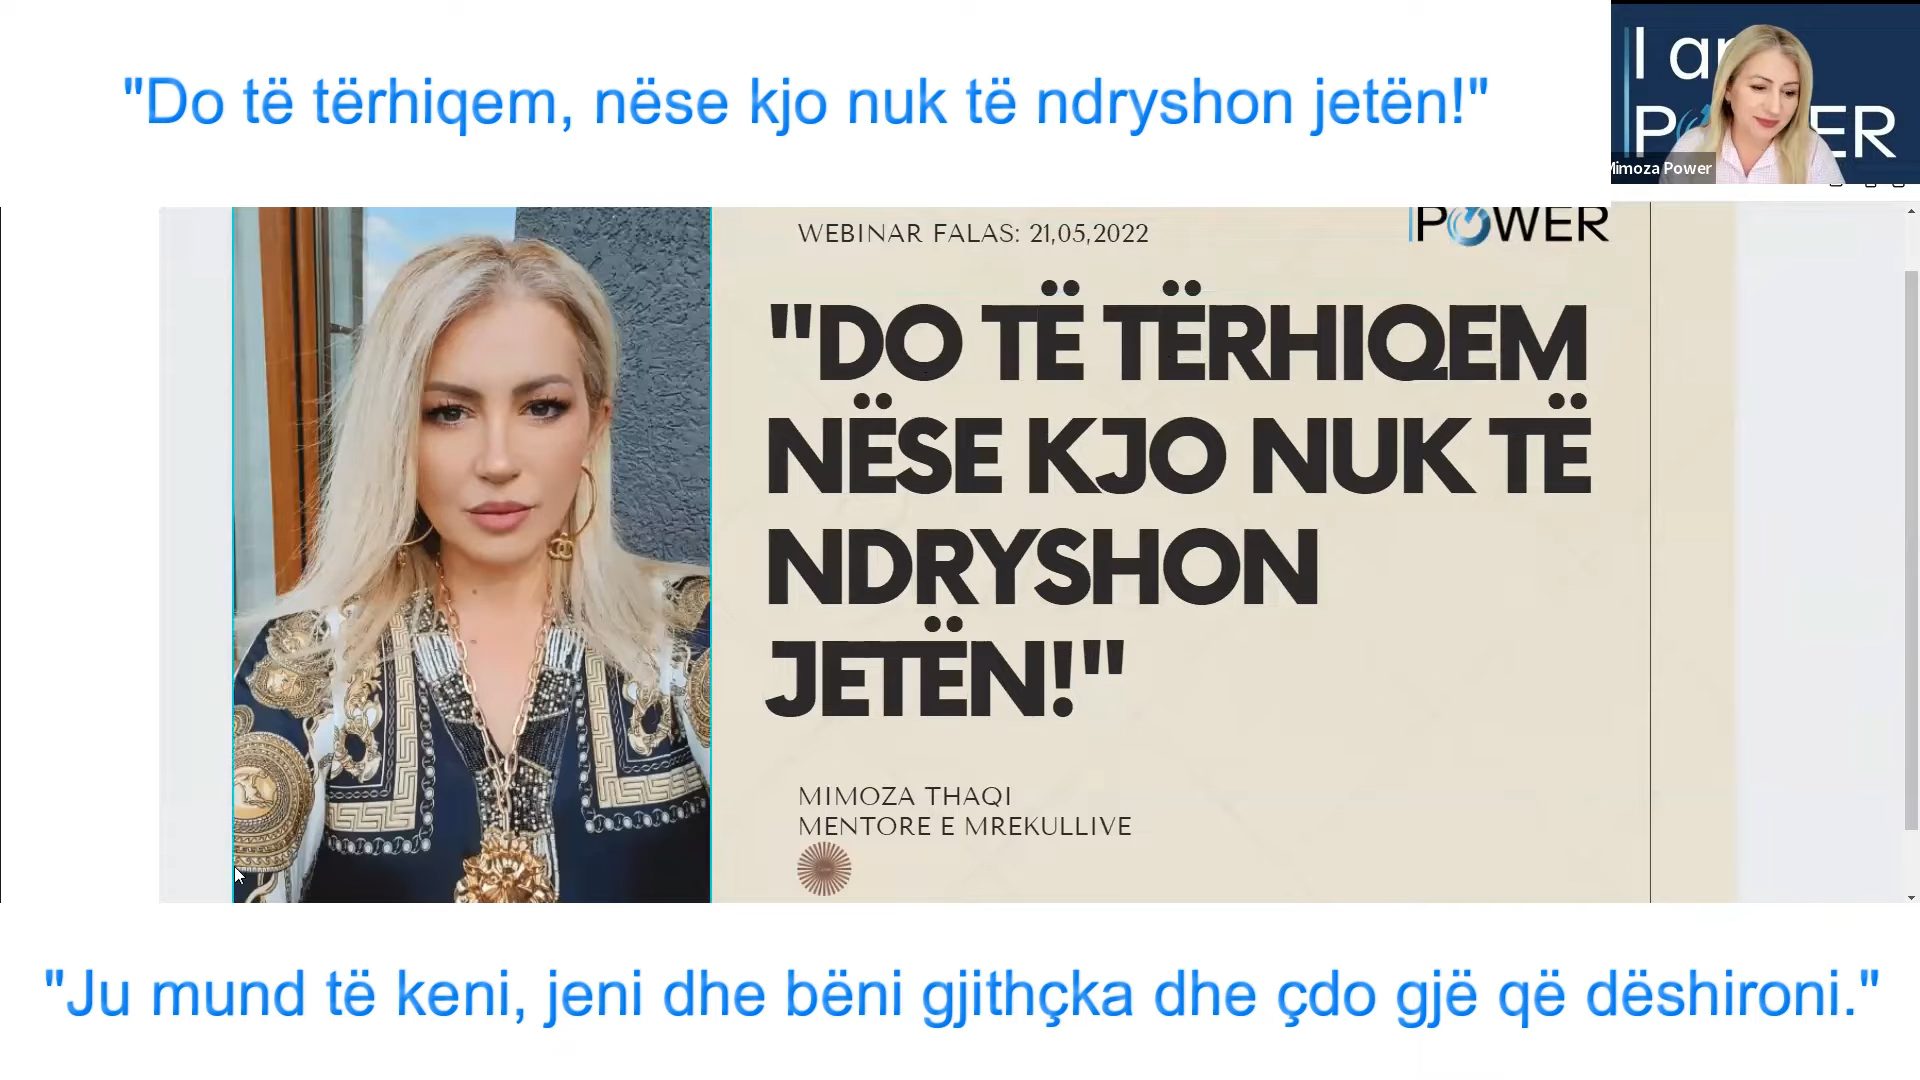 "Do të tërhiqem, nëse kjo nuk të ndryshon jetën!"
I am
POWER
Mimoza Power
WEBINAR FALAS: 21,05,2022
POWER
"DO TË TËRHIQEM
NËSE KJO NUK TË
NDRYSHON
JETËN!"
MIMOZA THAQI
MENTORE E MREKULLIVE
"Ju mund të keni, jeni dhe bëni gjithçka dhe çdo gjë që dëshironi."